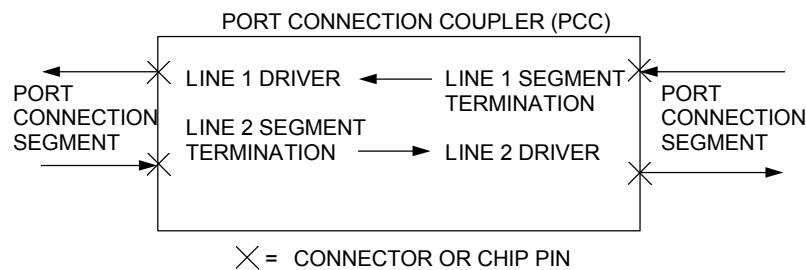 PORT CONNECTION COUPLER (PCC)
LINE 1 DRIVER
LINE 1 SEGMENT
TERMINATION
PORT
CONNECTION
SEGMENT
PORT
CONNECTION
SEGMENT
LINE 2 SEGMENT
TERMINATION
LINE 2 DRIVER
= CONNECTOR OR CHIP PIN